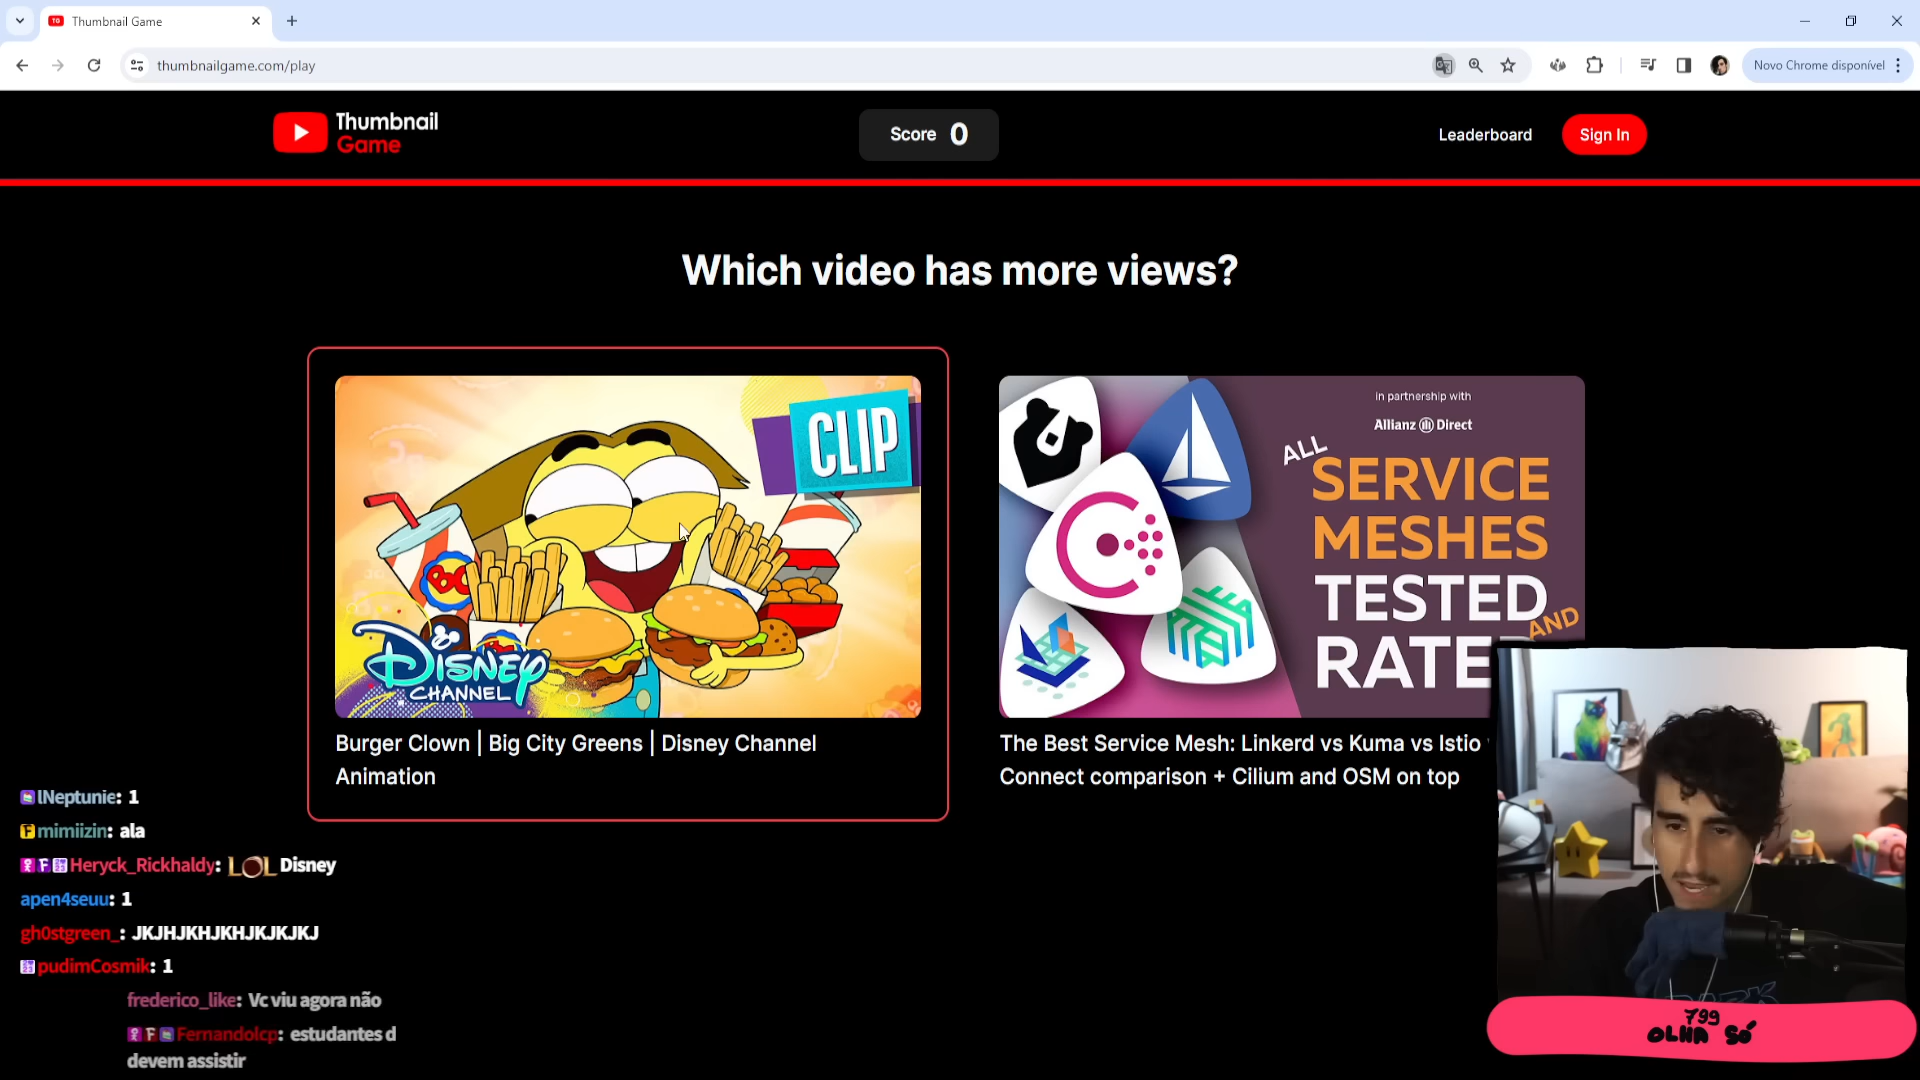 Thumbnail Game
thumbnailgame.com/play
Novo Chrome disponível
Thumbnail
Game
Score 0
Leaderboard
Sign In
Which video has more views?
CLIP
DISNEY
CHANNEL
Burger Clown | Big City Greens | Disney Channel
Animation
in partnership with
Allianz Direct
ALL
SERVICE
MESHES
TESTED
AND
The Best Service Mesh: Linkerd vs Kuma vs Istio
Connect comparison + Cilium and OSM on top
lNeptunie: 1
mimiizin: ala
Heryck_Rickhaldy: LOL Disney
apen4seuu: 1
gh0stgreen_: JKJHJKHJKHJKJKJKJ
pudimCosmik: 1
frederico_like: Vc viu agora não
Fernandolcp: estudantes d
devem assistir
799
OLHA SÓ